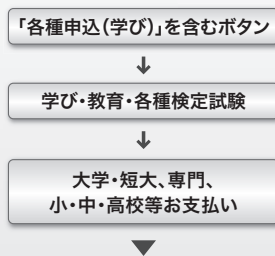 「各種申込(学び)」を含むボタン
学び・教育・各種検定試験
大学・短大、専門、
小・中・高校等お支払い